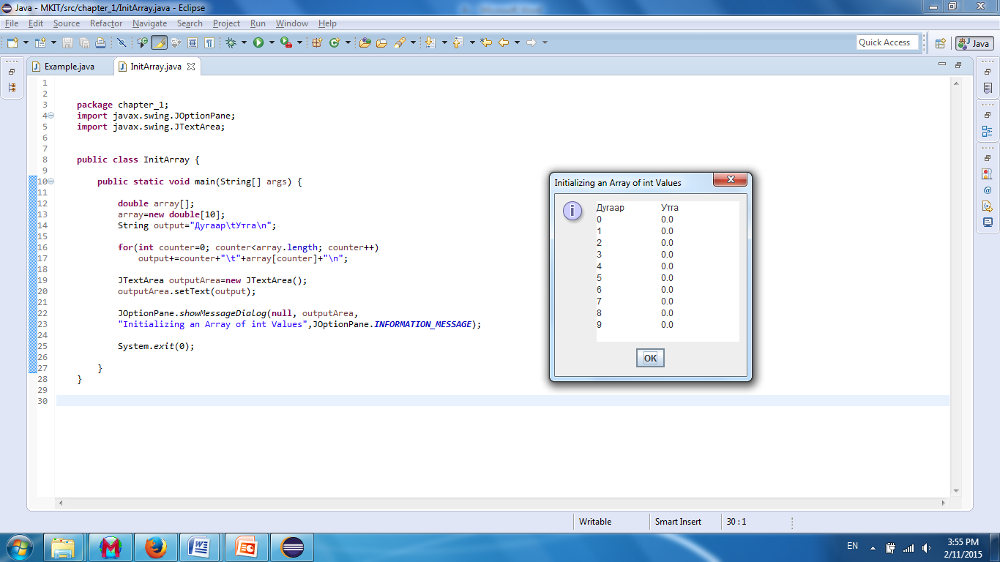 Java - MKIT/src/chapter_1/InitArray.java - Eclipse
File Edit Source Refactor Navigate Search Project Run Window Help
Quick Access
Java
Example.java InitArray.java
1
2
3 package chapter_1;
4 import javax.swing.JOptionPane;
5 import javax.swing.JTextArea;
6
7
8 public class InitArray {
9
10 public static void main(String[] args) {
11
12 double array[];
13 array=new double[10];
14 String output="Дугаар\tУтга\n";
15
16 for(int counter=0; counter<array.length; counter++)
17 output+=counter+"\t"+array[counter]+"\n";
18
19 JTextArea outputArea=new JTextArea();
20 outputArea.setText(output);
21
22 JOptionPane.showMessageDialog(null, outputArea,
23 "Initializing an Array of int Values",JOptionPane.INFORMATION_MESSAGE);
24
25 System.exit(0);
26
27 }
28 }
29
30
Initializing an Array of int Values
Дугаар Утга
0 0.0
1 0.0
2 0.0
3 0.0
4 0.0
5 0.0
6 0.0
7 0.0
8 0.0
9 0.0
OK
Writable Smart Insert 30 : 1
EN
3:55 PM
2/11/2015